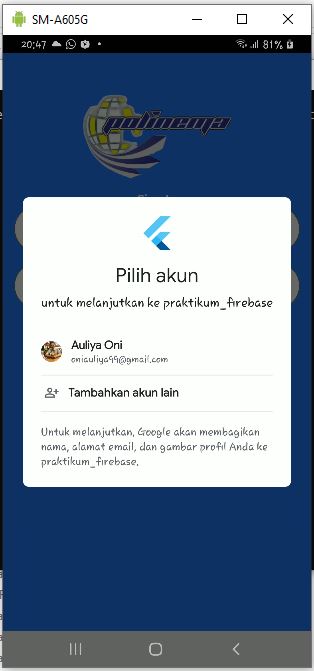 SM-A605G
20.47
81%
polinema
Pilih akun
untuk melanjutkan ke praktikum_firebase
Auliya Oni
oniauliya99@gmail.com
Tambahkan akun lain
Untuk melanjutkan, Google akan membagikan
nama, alamat email, dan gambar profil Anda ke
praktikum_firebase.